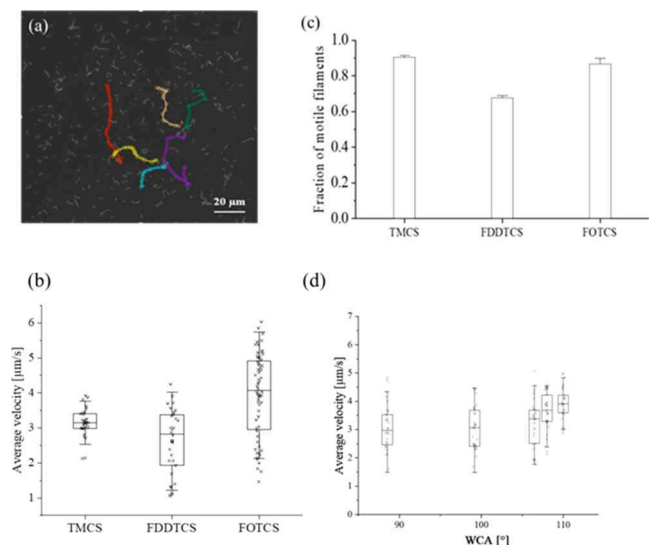 (a)
20 µm
(c)
Fraction of motile filaments
1.0
0.8
0.6
0.4
0.2
0.0
TMCS
FDDTCS
FOTCS
(b)
Average velocity [µm/s]
6
5
4
3
2
1
TMCS
FDDTCS
FOTCS
(d)
Average velocity [µm/s]
7
6
5
4
3
2
1
0
90
100
110
WCA [°]